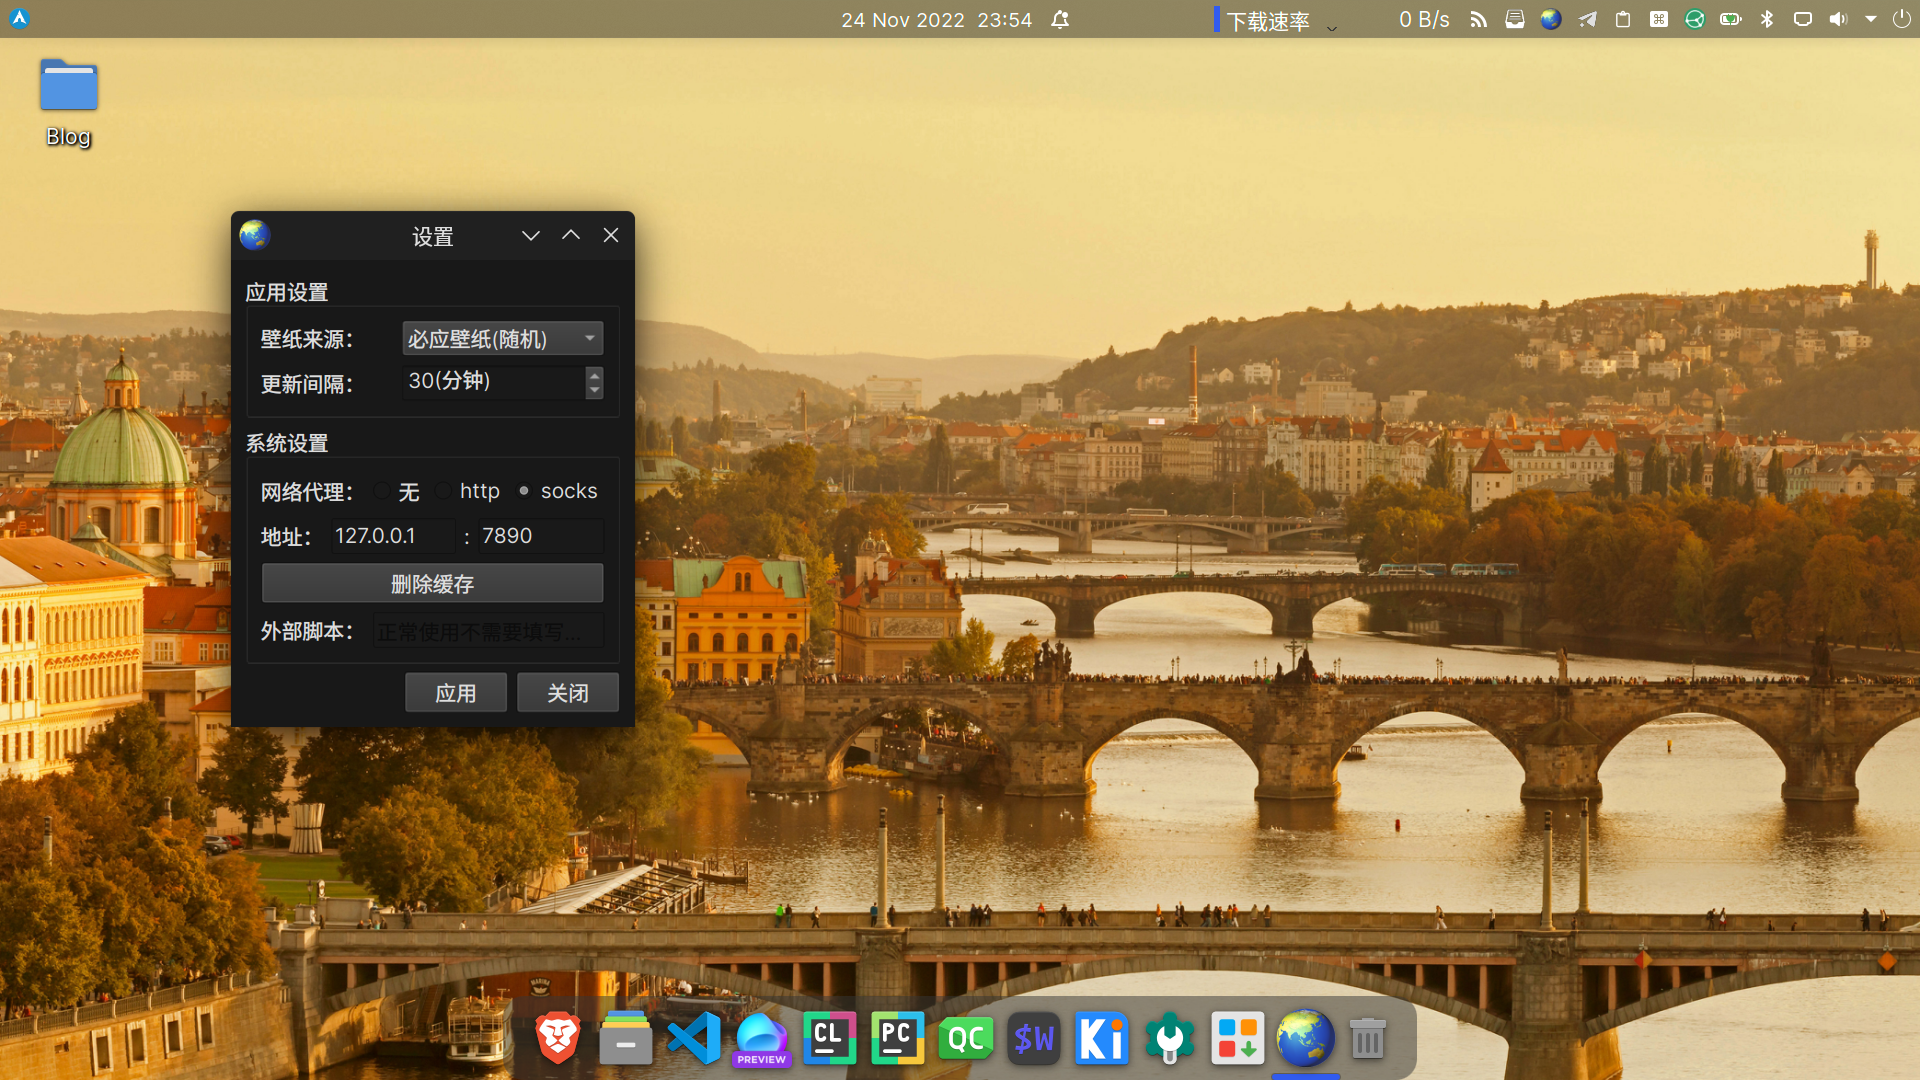 24 Nov 2022 23:54
下载速率
0 B/s
Blog
设置
应用设置
壁纸来源：
必应壁纸(随机)
更新间隔：
30(分钟)
系统设置
网络代理： 无 http socks
地址： 127.0.0.1 : 7890
删除缓存
外部脚本： 正常使用不需要填写...
应用 关闭
PREVIEW
CL
PC
QC
$W
Ki